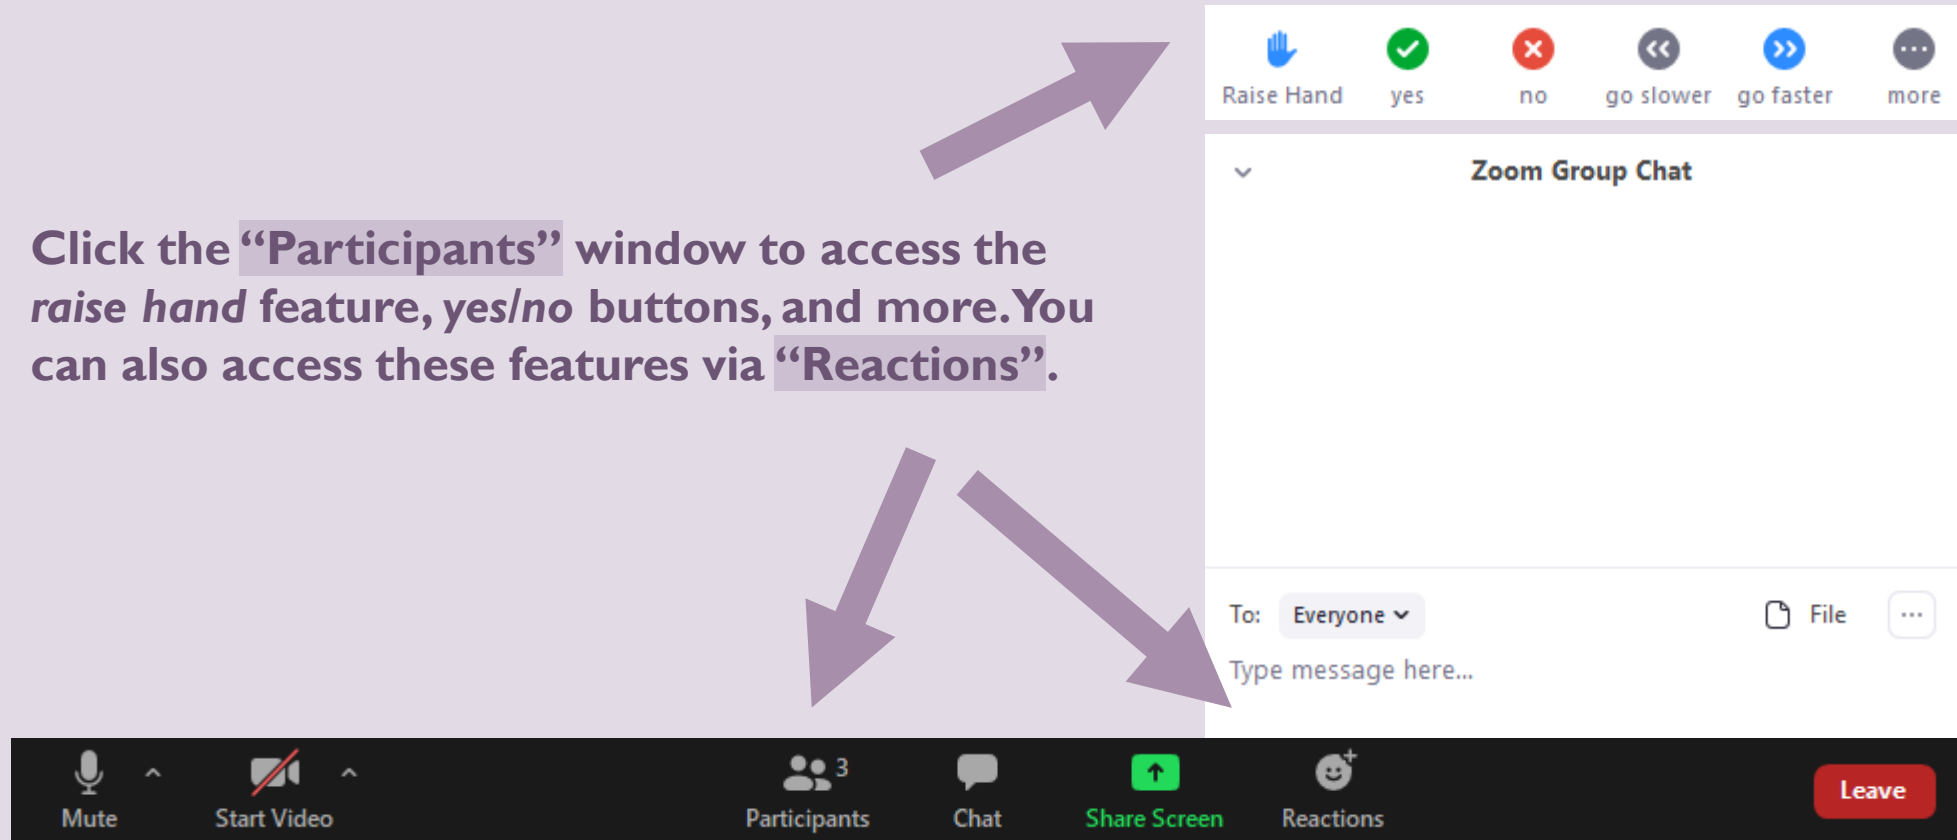 Raise Hand yes no go slower go faster more
Zoom Group Chat
Click the “Participants” window to access the
raise hand feature, yes/no buttons, and more. You
can also access these features via “Reactions”.
To: Everyone File
Type message here...
3
Mute Start Video Participants Chat Share Screen Reactions Leave